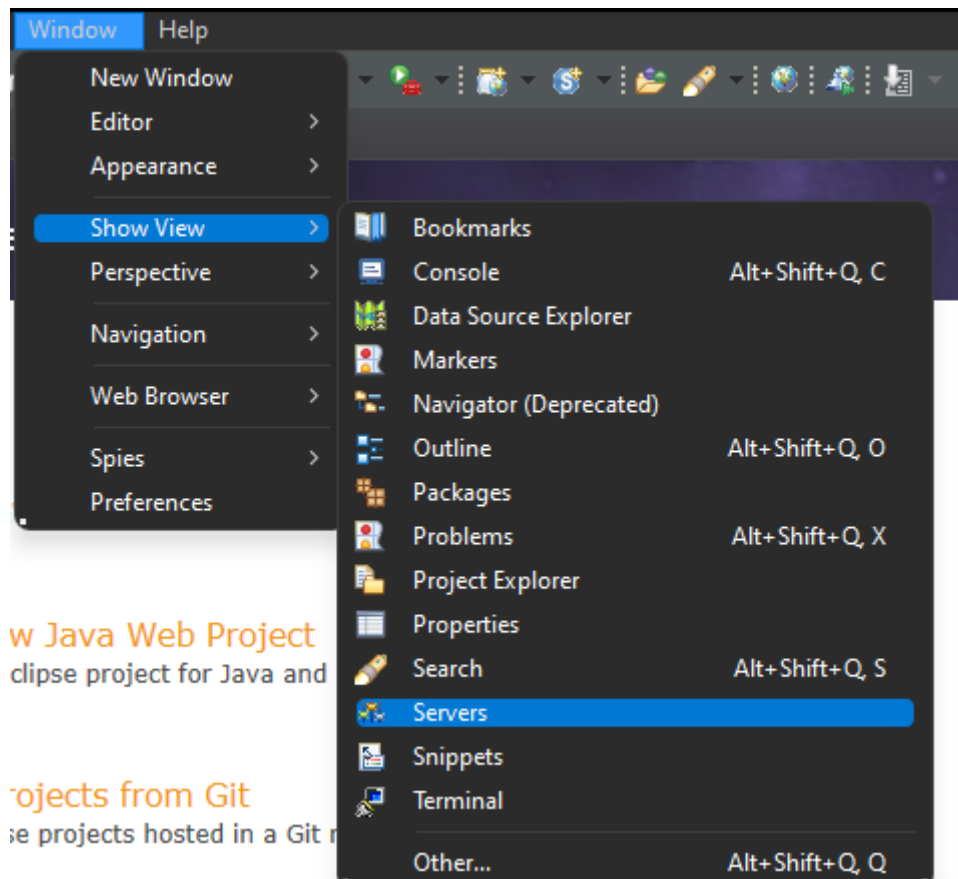 Window Help
New Window
Editor
Appearance
Show View
Perspective
Navigation
Web Browser
Spies
Preferences
Bookmarks
Console Alt+Shift+Q, C
Data Source Explorer
Markers
Navigator (Deprecated)
Outline Alt+Shift+Q, O
Packages
Problems Alt+Shift+Q, X
Project Explorer
Properties
Search Alt+Shift+Q, S
Servers
Snippets
Terminal
Other... Alt+Shift+Q, Q
w Java Web Project
clipse project for Java and
rojects from Git
se projects hosted in a Git